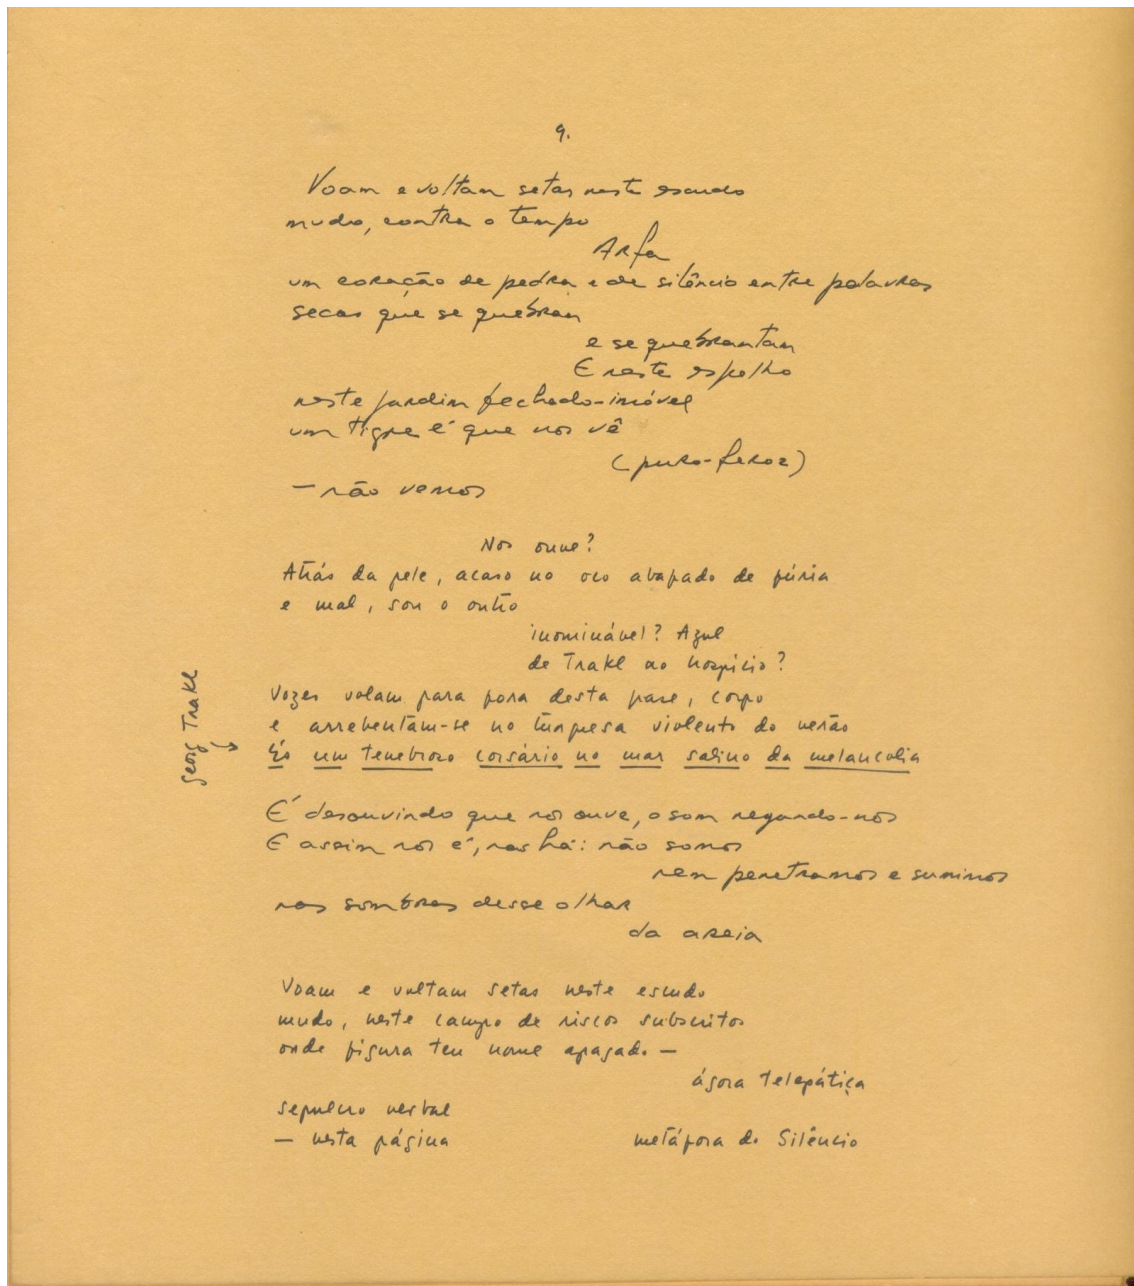 9.
Voam e voltam setas neste escudo
mudo, contra o tempo
Arfa
um coração de pedra e de silêncio entre palavras
secas que se quebram
e se quebrantam
E neste espelho
neste jardim fechado-imóvel
um tigre é que nos vê
(puro-feroz)
— não vemos
Nos ouve?
Atrás da pele, acaso no oco abafado de fúria
e mal, sou o outro
inominável? Azul
de Trakl no hospício?
Vozes volam para fora desta frase, corpo
e arrebentam-se no turquesa violento do verão
Georg Trakl
És um tenebroso corsário no mar salino da melancolia
É desouvindo que nos ouve, o som negando-nos
E assim nos é, nos há: não somos
nem penetramos e sumimos
nas sombras desse olhar
da areia
Voam e voltam setas neste escudo
mudo, neste campo de riscos subscritos
onde figura teu nome apagado —
ágora telepática
sepulcro verbal
— nesta página metáfora do Silêncio